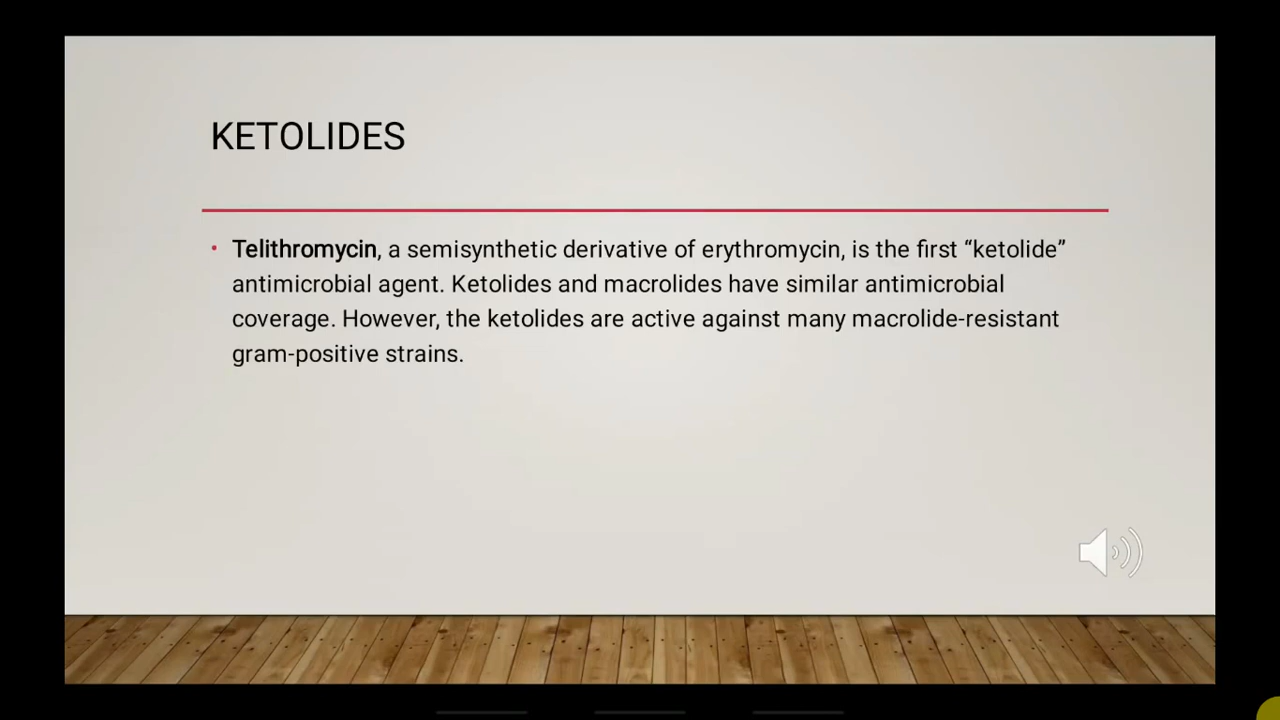 KETOLIDES
• Telithromycin, a semisynthetic derivative of erythromycin, is the first “ketolide”
antimicrobial agent. Ketolides and macrolides have similar antimicrobial
coverage. However, the ketolides are active against many macrolide-resistant
gram-positive strains.